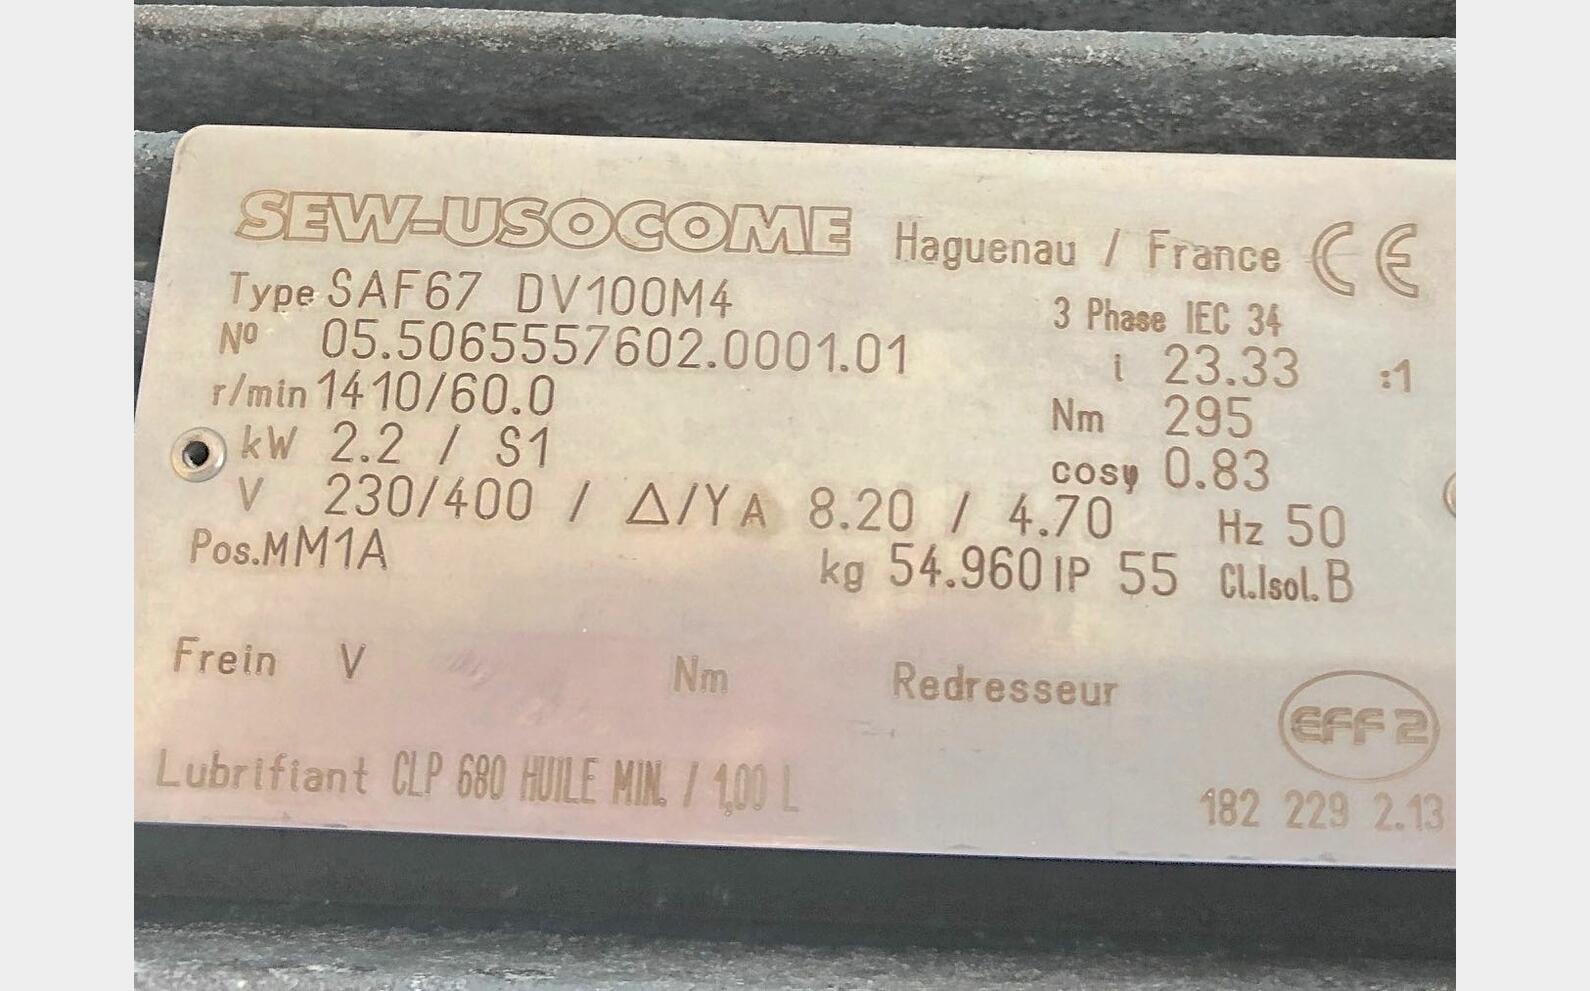 SEW-USOCOME Haguenau / France CE
Type SAF67 DV100M4 3 Phase IEC 34
Nº 05.5065557602.0001.01 i 23.33 :1
r/min 1410/60.0 Nm 295
kW 2.2 / S1 cosφ 0.83
V 230/400 / Δ/Y A 8.20 / 4.70 Hz 50
Pos.MM1A kg 54.960 IP 55 Cl.Isol. B
Frein V Nm Redresseur
EFF 2
Lubrifiant CLP 680 HUILE MIN. / 1,00 L
182 229 2.13